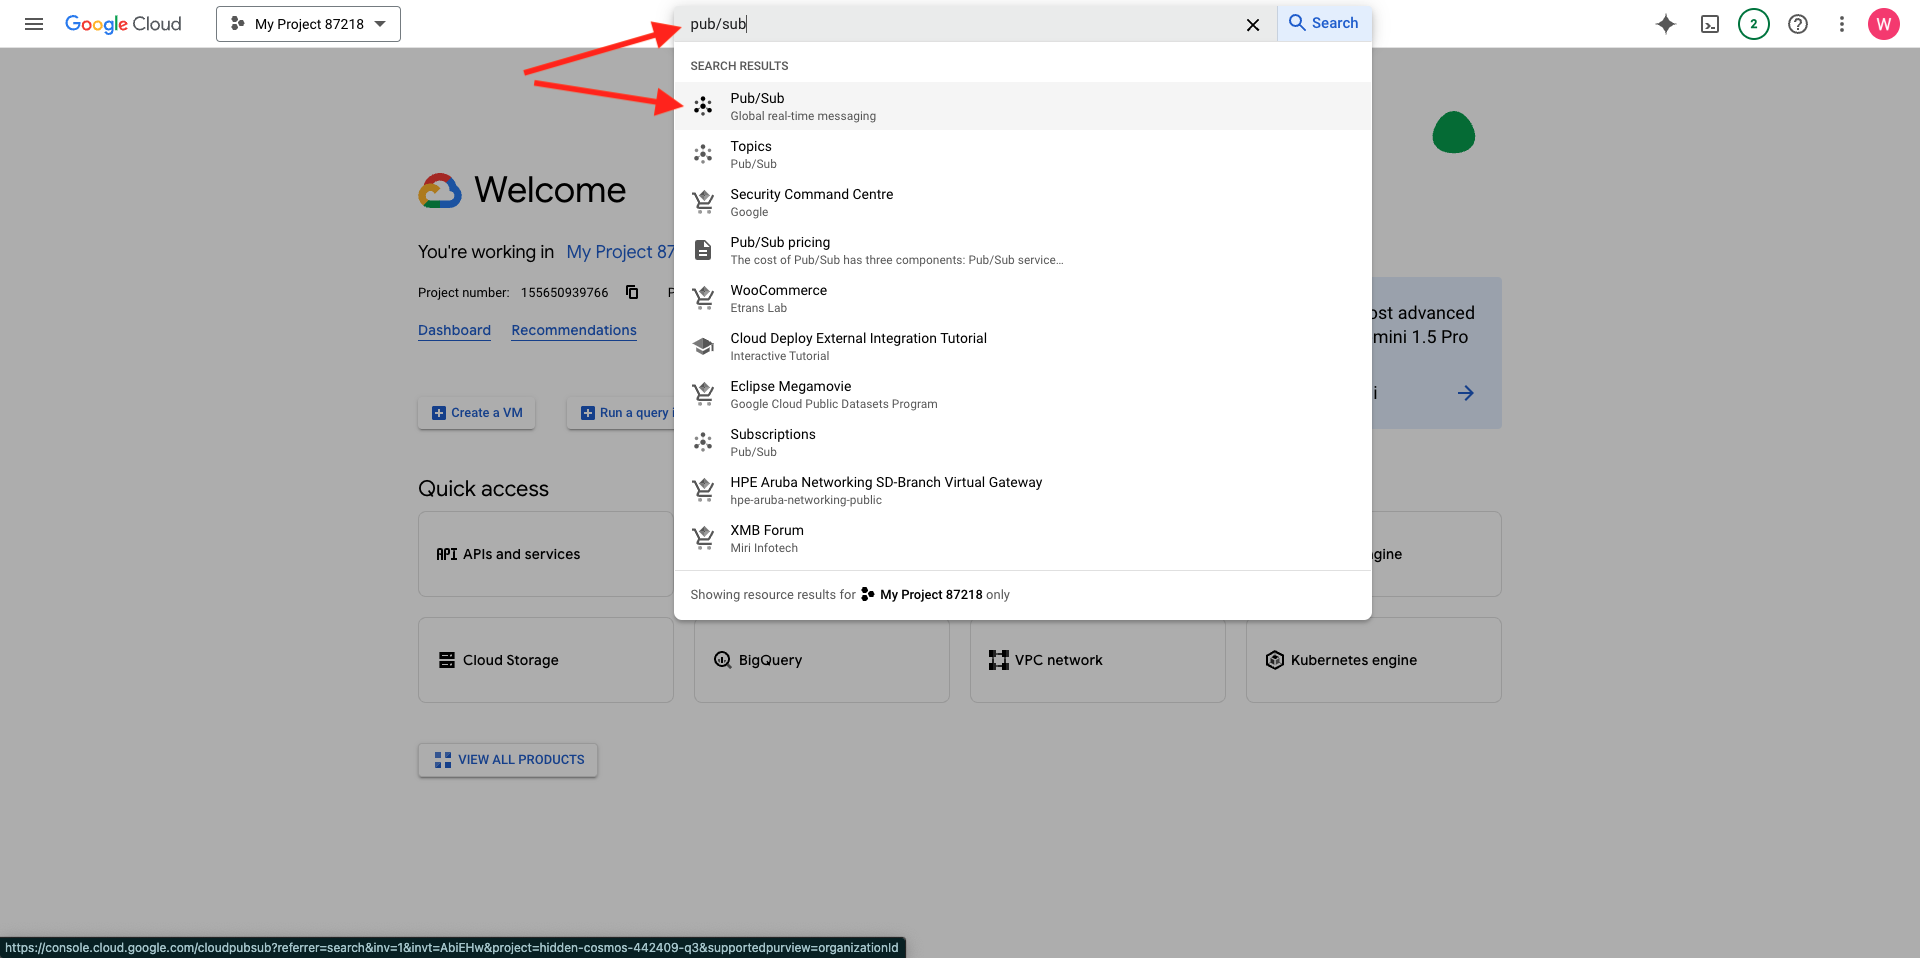 Google Cloud
My Project 87218
pub/sub
Search
2
W
SEARCH RESULTS
Pub/Sub
Global real-time messaging
Topics
Pub/Sub
Security Command Centre
Google
Pub/Sub pricing
The cost of Pub/Sub has three components: Pub/Sub service…
WooCommerce
Etrans Lab
Cloud Deploy External Integration Tutorial
Interactive Tutorial
Eclipse Megamovie
Google Cloud Public Datasets Program
Subscriptions
Pub/Sub
HPE Aruba Networking SD-Branch Virtual Gateway
hpe-aruba-networking-public
XMB Forum
Miri Infotech
Showing resource results for My Project 87218 only
Welcome
You're working in My Project 87
Project number: 155650939766 P
Dashboard Recommendations
ost advanced
mini 1.5 Pro
i
Create a VM
Run a query i
Quick access
API APIs and services
gine
Cloud Storage
BigQuery
VPC network
Kubernetes engine
VIEW ALL PRODUCTS
https://console.cloud.google.com/cloudpubsub?referrer=search&inv=1&invt=AbiEHw&project=hidden-cosmos-442409-q3&supportedpurview=organizationId